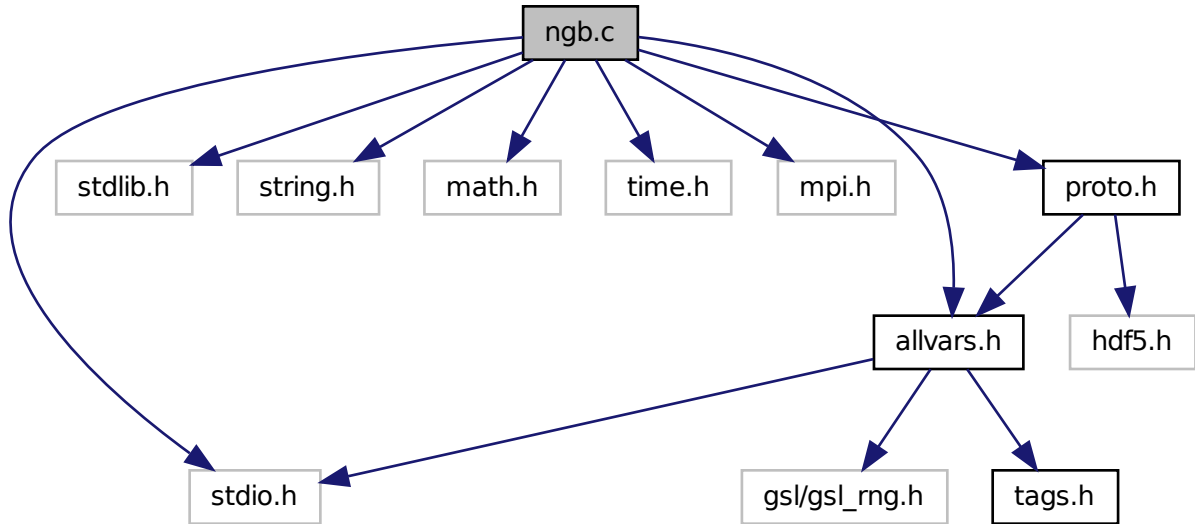 ngb.c
stdlib.h
string.h
math.h
time.h
mpi.h
proto.h
allvars.h
hdf5.h
stdio.h
gsl/gsl_rng.h
tags.h